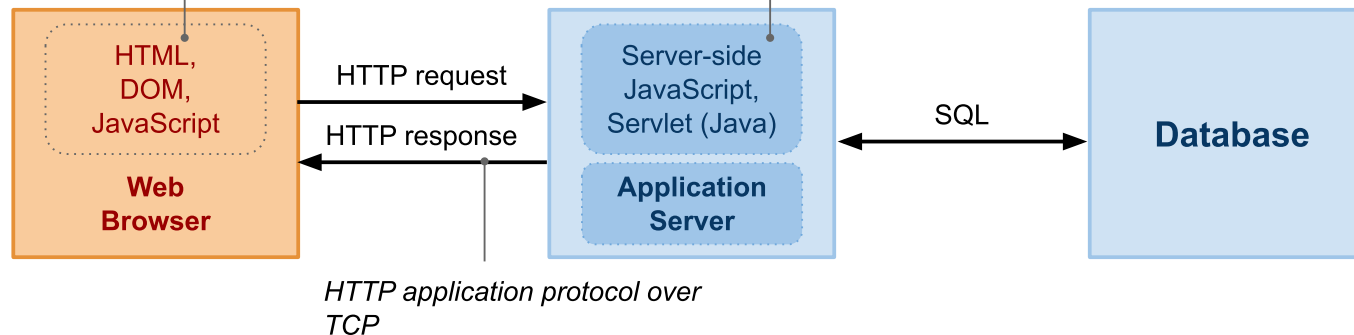 HTML,
DOM,
JavaScript
Web
Browser
HTTP request
HTTP response
HTTP application protocol over
TCP
Server-side
JavaScript,
Servlet (Java)
Application
Server
SQL
Database